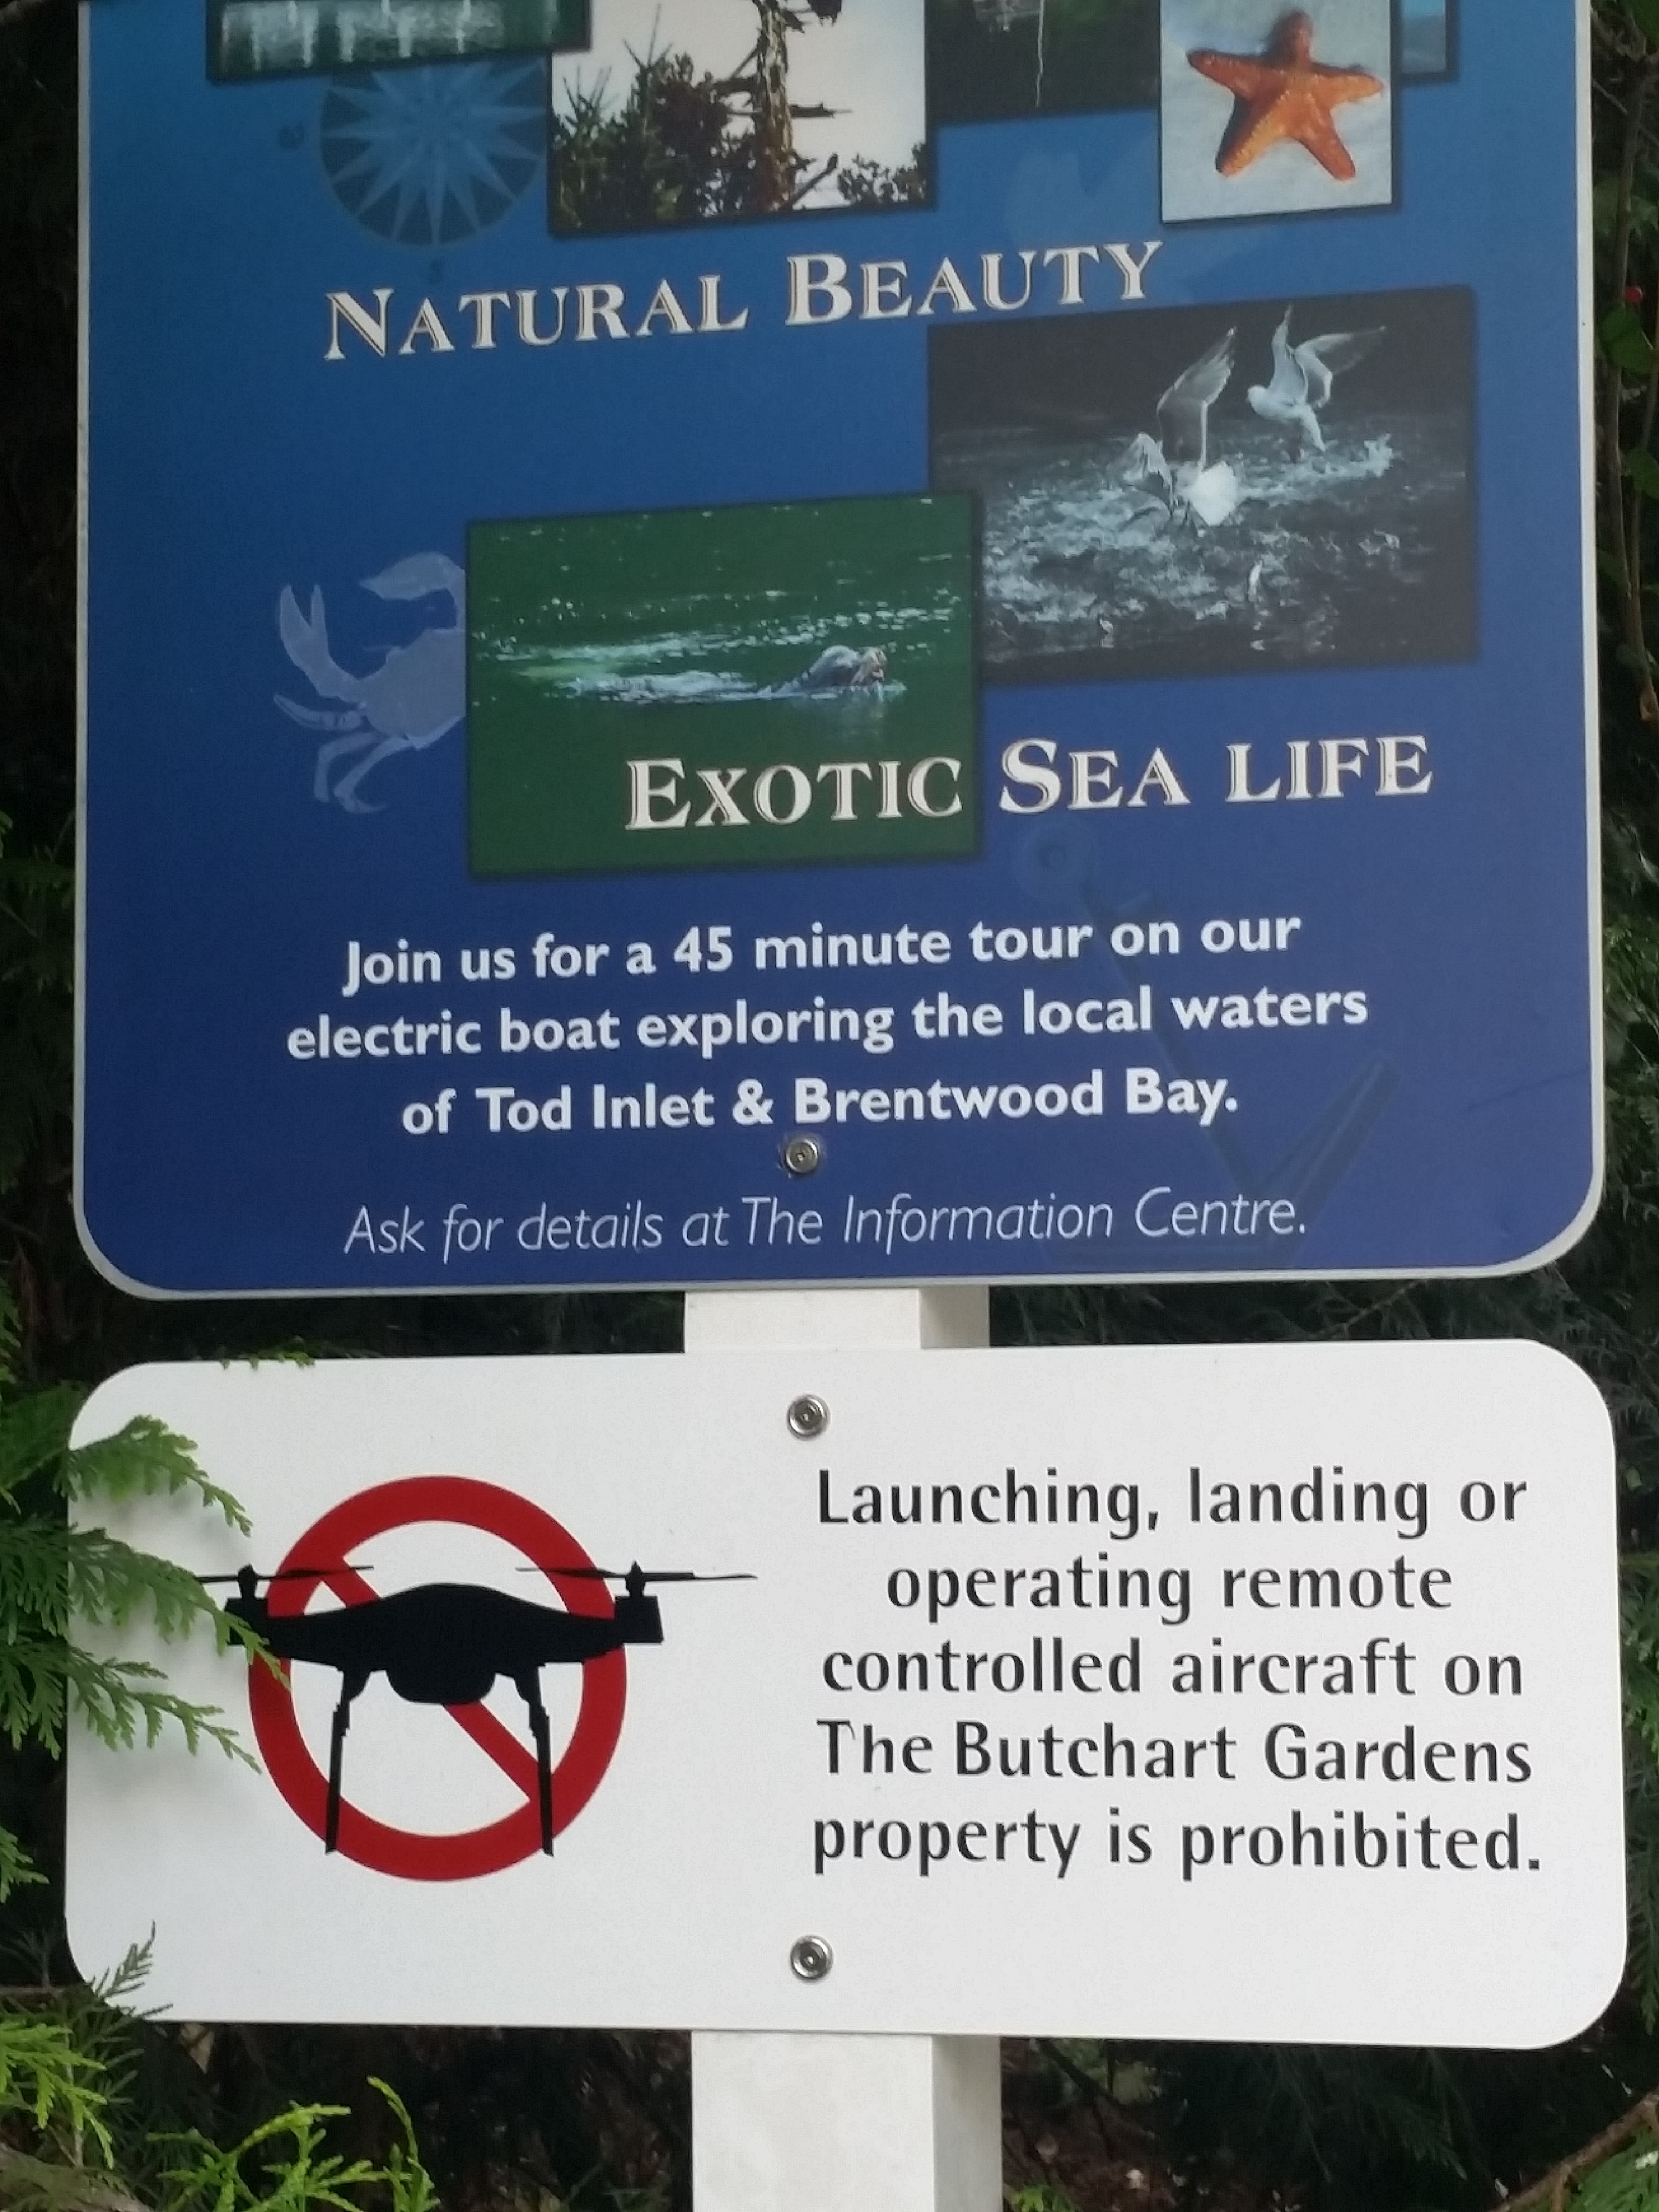 NATURAL BEAUTY
EXOTIC SEA LIFE
Join us for a 45 minute tour on our
electric boat exploring the local waters
of Tod Inlet & Brentwood Bay.
Ask for details at The Information Centre.
Launching, landing or
operating remote
controlled aircraft on
The Butchart Gardens
property is prohibited.